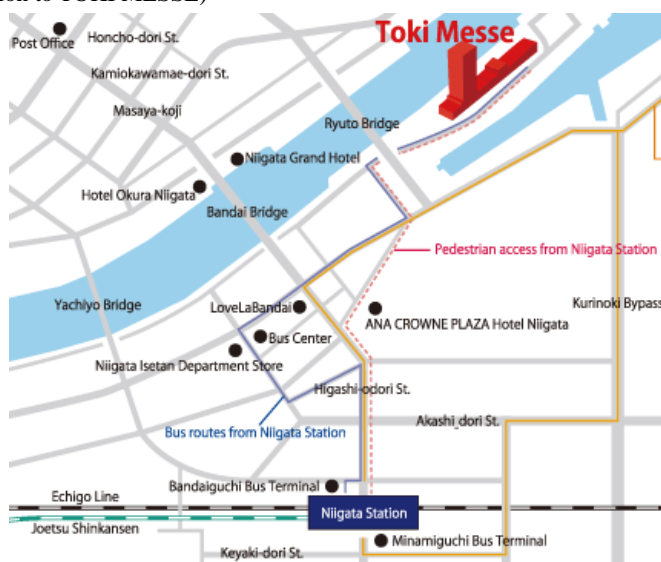 Toki Messe
Post Office
Honcho-dori St.
Kamiokawamae-dori St.
Masaya-koji
Ryuto Bridge
Niigata Grand Hotel
Hotel Okura Niigata
Bandai Bridge
Pedestrian access from Niigata Station
Yachiyo Bridge
LoveLaBandai
Kurinoki Bypass
ANA CROWNE PLAZA Hotel Niigata
Bus Center
Niigata Isetan Department Store
Higashi-odori St.
Akashi_dori St.
Bus routes from Niigata Station
Bandaiguchi Bus Terminal
Echigo Line
Niigata Station
Joetsu Shinkansen
Minamiguchi Bus Terminal
Keyaki-dori St.